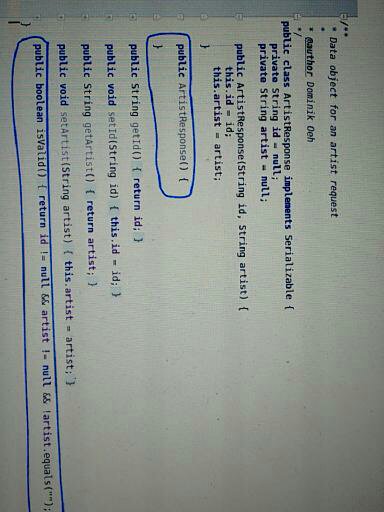 /**
* Data object for an artist request
*
* @author Dominik Oeh
*/
public class ArtistResponse implements Serializable {
private String id = null;
private String artist = null;
public ArtistResponse(String id, String artist) {
this.id = id;
this.artist = artist;
}
public ArtistResponse() {
}
public String getId() { return id; }
public void setId(String id) { this.id = id; }
public String getArtist() { return artist; }
public void setArtist(String artist) { this.artist = artist; }
public boolean isValid() { return id != null && artist != null && !artist.equals("");
}